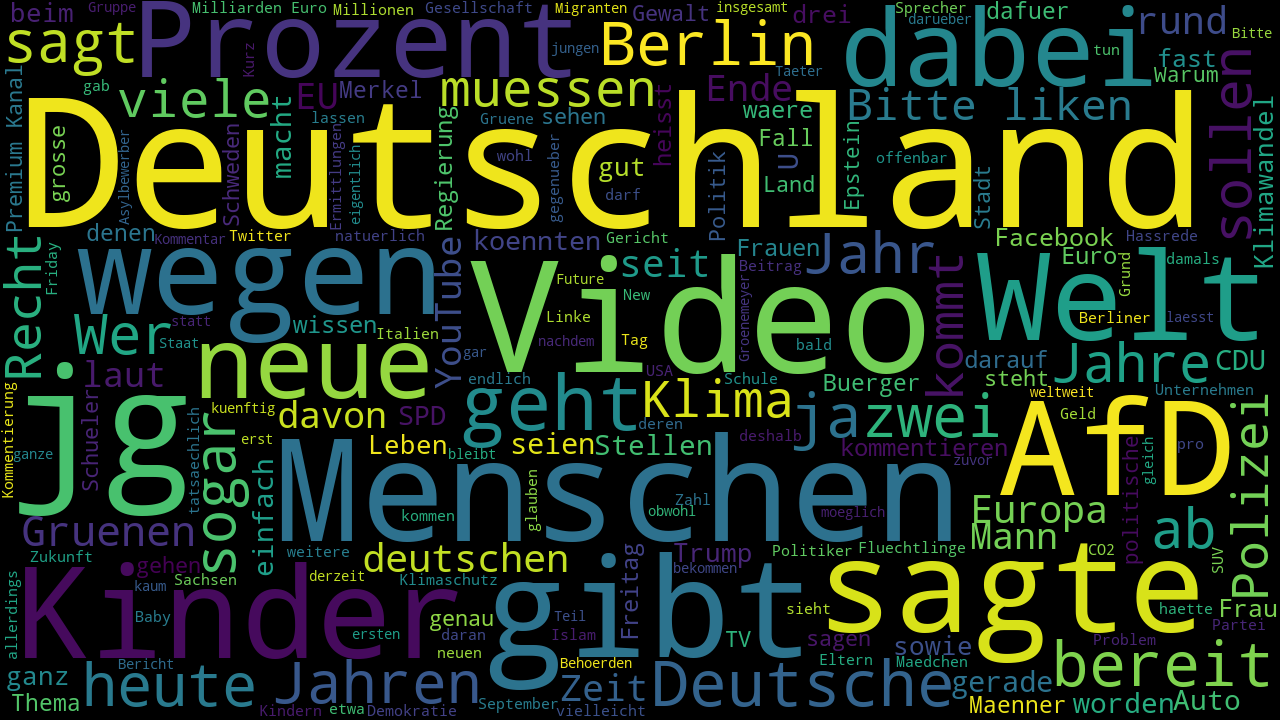 beim Gruppe Milliarden Euro Millionen Gesellschaft Migranten Gewalt insgesamt drei Sprecher darueber dafuer rund Bitte
sagt Prozent Kurz jungen Berlin Taeter dabei tun fast Warum
Premium Kanal gab viele EU Merkel muessen Ende waere Bitte liken sollen Klimawandel
grosse Deutschland macht lassen Gruene sehen heisst Fall U
Asylbewerber Schweden Ermittlungen eigentlich Regierung wohl gegenueber gut darf Politik Land Epstein offenbar Stadt
denen Kommentar Twitter natuerlich koennten Gericht Frauen Jahr Facebook Hassrede
Recht Friday wegen YouTube Video seit Beitrag kommt Welt Euro Grund damals
Future New Linke Tag nachdem Groenemeyer bald Berliner laesst
Wer statt Staat wissen Italien gar USA darauf Jahre CDU
neue endlich Schule Buerger steht weltweit Unternehmen
laut Schueler kuenftig davon SPD geht Klima ja zwei Geld AfD
Kommentierung jg sogar erst Leben bleibt seien Stellen deren deshalb kommentieren politische gleich pro Polizei
ganze tatsaechlich einfach Menschen glauben zuvor
kommen Zahl obwohl moeglich Europa
Gruenen weitere deutschen Freitag Trump Politiker Fluechtlinge Mann CO2 ab SUV
Zukunft gehen Sachsen derzeit Klimaschutz bekommen
allerdings Kinder kaum Baby genau gibt Teil sieht sagte haette Frau
ersten daran Islam TV sagen Partei
neuen Behoerden Eltern sowie Maedchen Problem bereit
ganz Bericht heute Jahren Zeit Deutsche gerade
Thema Kindern etwa Demokratie September vielleicht Maenner worden Auto